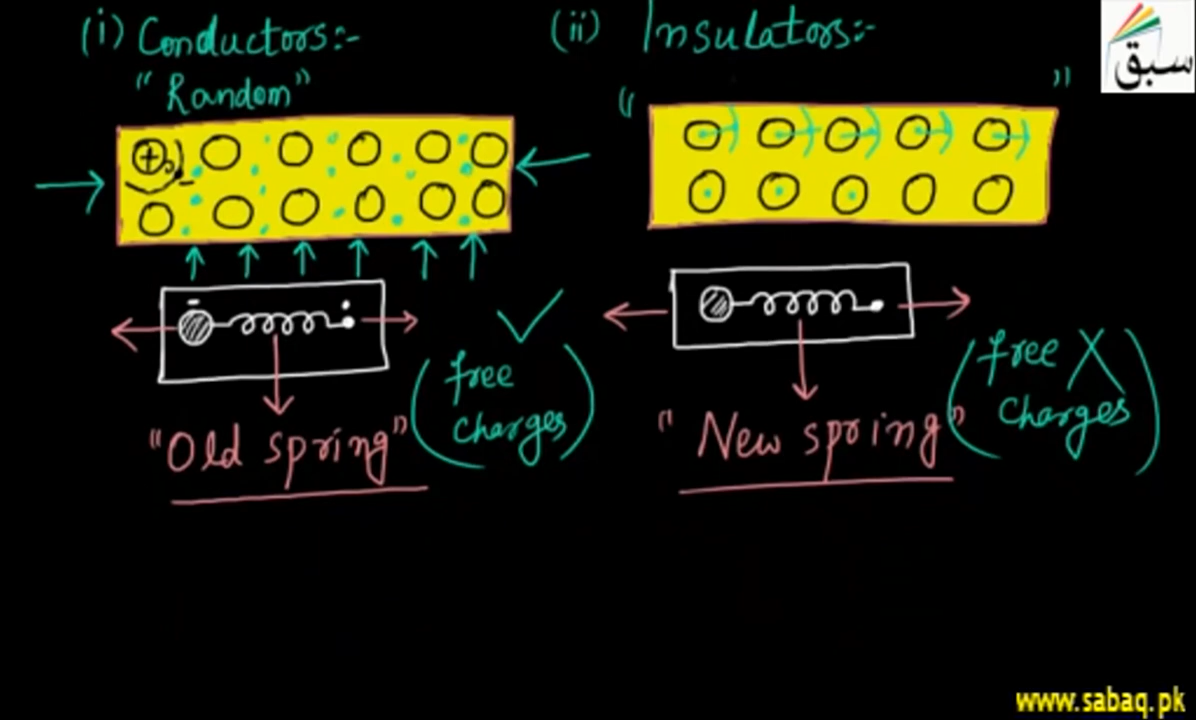 (i) Conductors:-
"Random"
(ii) Insulators:-
" "
سبق
+
-
"Old spring"
(free
charges)
"New spring"
(free X
charges)
www.sabaq.pk